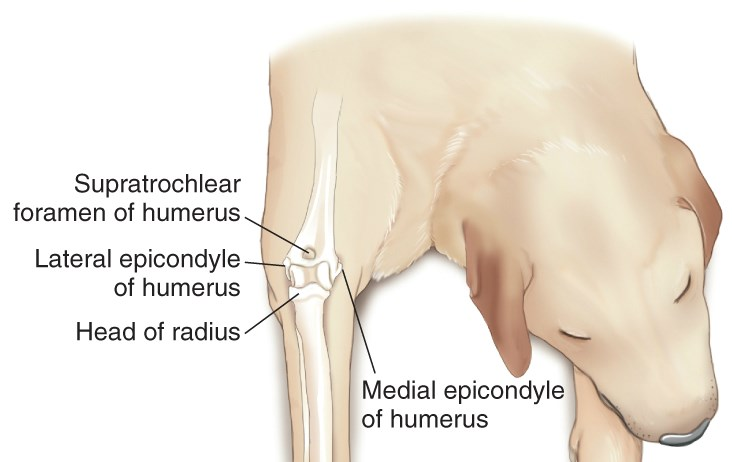 Supratrochlear
foramen of humerus
Lateral epicondyle
of humerus
Head of radius
Medial epicondyle
of humerus